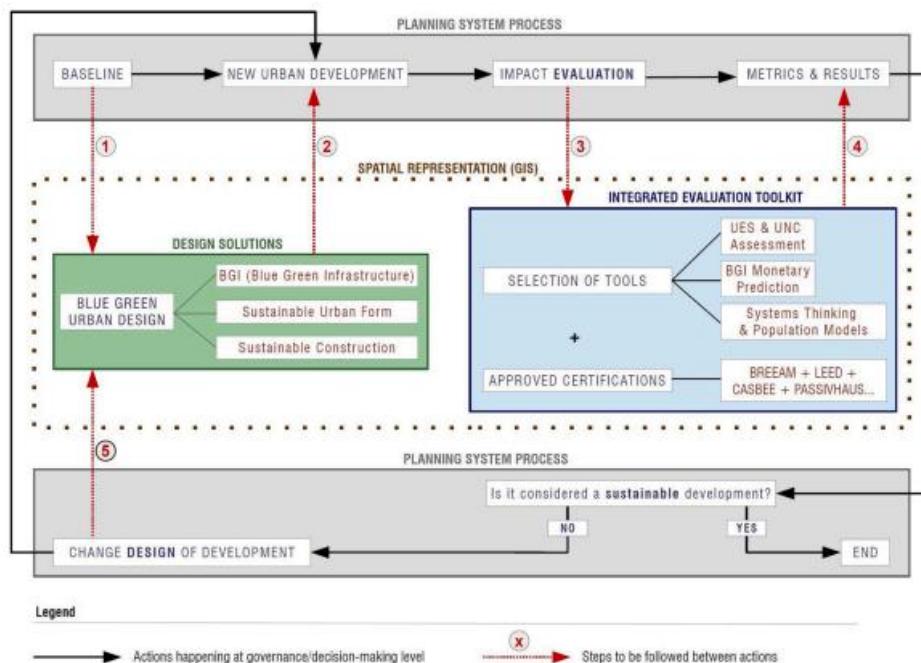 PLANNING SYSTEM PROCESS
BASELINE
NEW URBAN DEVELOPMENT
IMPACT EVALUATION
METRICS & RESULTS
1
2
3
4
SPATIAL REPRESENTATION (GIS)
INTEGRATED EVALUATION TOOLKIT
DESIGN SOLUTIONS
BLUE GREEN
URBAN DESIGN
BGI (Blue Green Infrastructure)
Sustainable Urban Form
Sustainable Construction
SELECTION OF TOOLS
UES & UNC
Assessment
BGI Monetary
Prediction
Systems Thinking
& Population Models
+
APPROVED CERTIFICATIONS
BREEAM + LEED +
CASBEE + PASSIVHAUS...
5
PLANNING SYSTEM PROCESS
Is it considered a sustainable development?
NO
YES
CHANGE DESIGN OF DEVELOPMENT
END
Legend
Actions happening at governance/decision-making level
x
Steps to be followed between actions